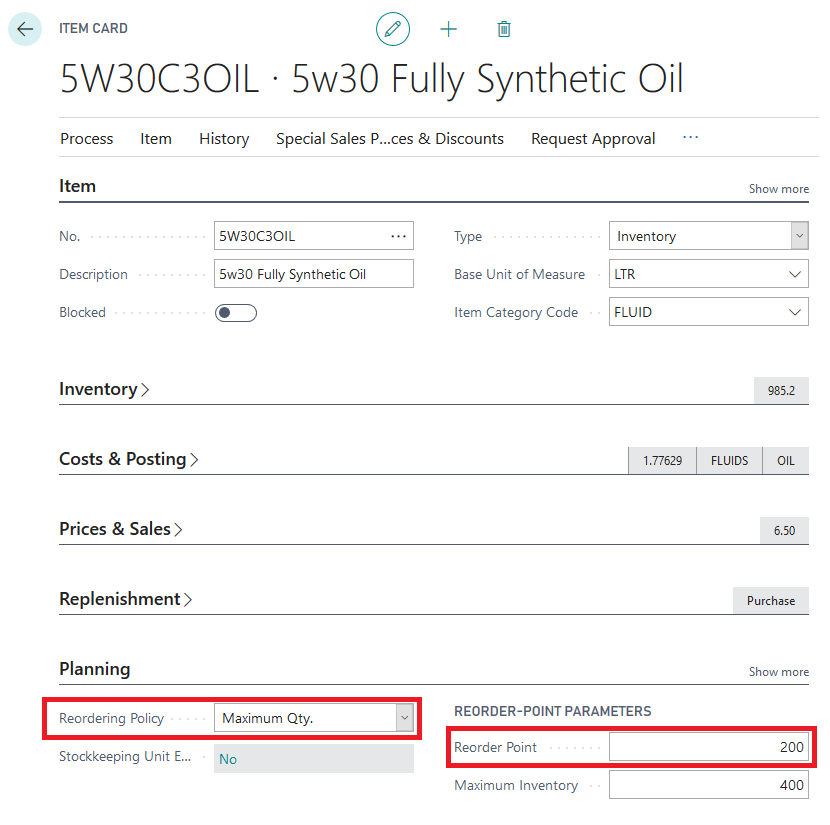 ITEM CARD
5W30C3OIL · 5w30 Fully Synthetic Oil
Process Item History Special Sales P...ces & Discounts Request Approval ...
Item Show more
No. 5W30C3OIL ... Type Inventory
Description 5w30 Fully Synthetic Oil Base Unit of Measure LTR
Blocked Item Category Code FLUID
Inventory 985.2
Costs & Posting 1.77629 FLUIDS OIL
Prices & Sales 6.50
Replenishment Purchase
Planning Show more
Reordering Policy Maximum Qty.
Stockkeeping Unit E... No
REORDER-POINT PARAMETERS
Reorder Point 200
Maximum Inventory 400